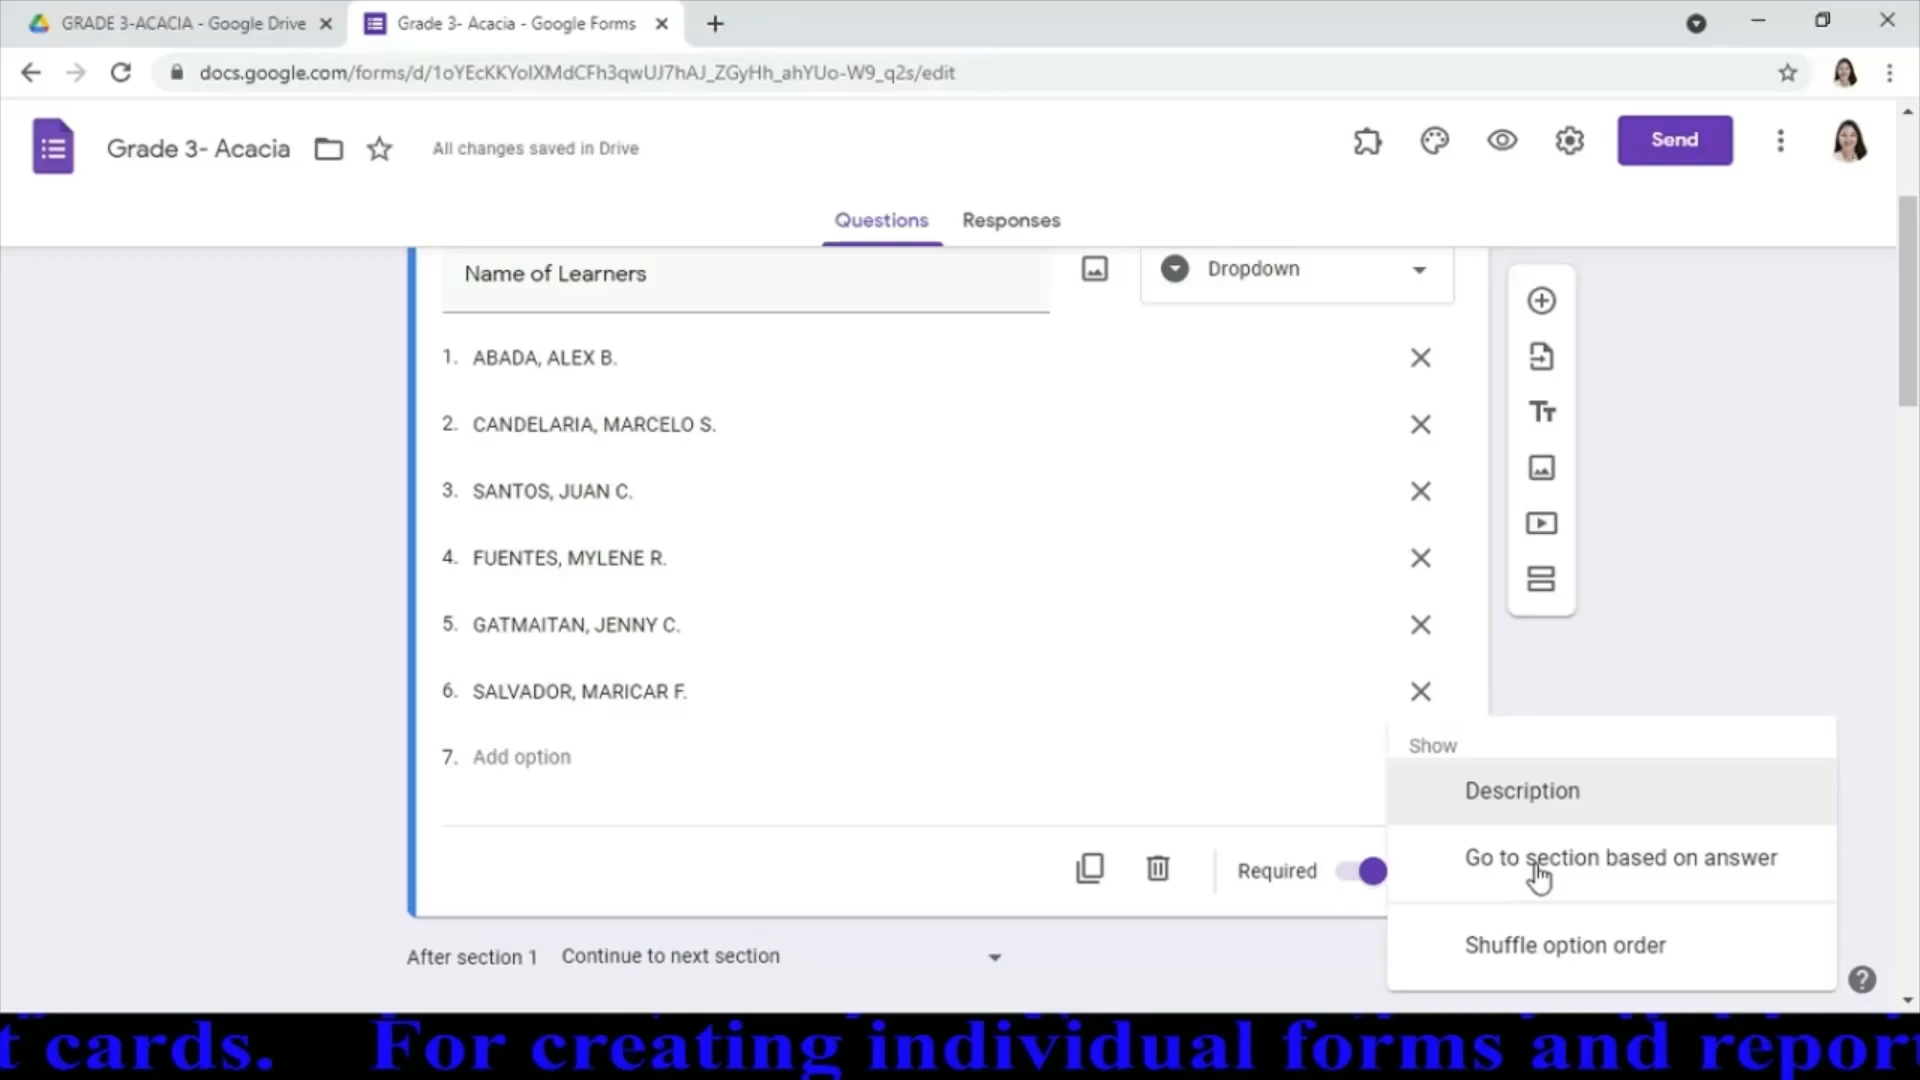 GRADE 3-ACACIA - Google Drive
Grade 3- Acacia - Google Forms
docs.google.com/forms/d/1oYEcKKYoIXMdCFh3qwUJ7hAJ_ZGyHh_ahYUo-W9_q2s/edit
Grade 3- Acacia
All changes saved in Drive
Send
Questions
Responses
Name of Learners
Dropdown
1. ABADA, ALEX B.
2. CANDELARIA, MARCELO S.
3. SANTOS, JUAN C.
4. FUENTES, MYLENE R.
5. GATMAITAN, JENNY C.
6. SALVADOR, MARICAR F.
7. Add option
Show
Description
Go to section based on answer
Shuffle option order
Required
After section 1 Continue to next section
t cards. For creating individual forms and report